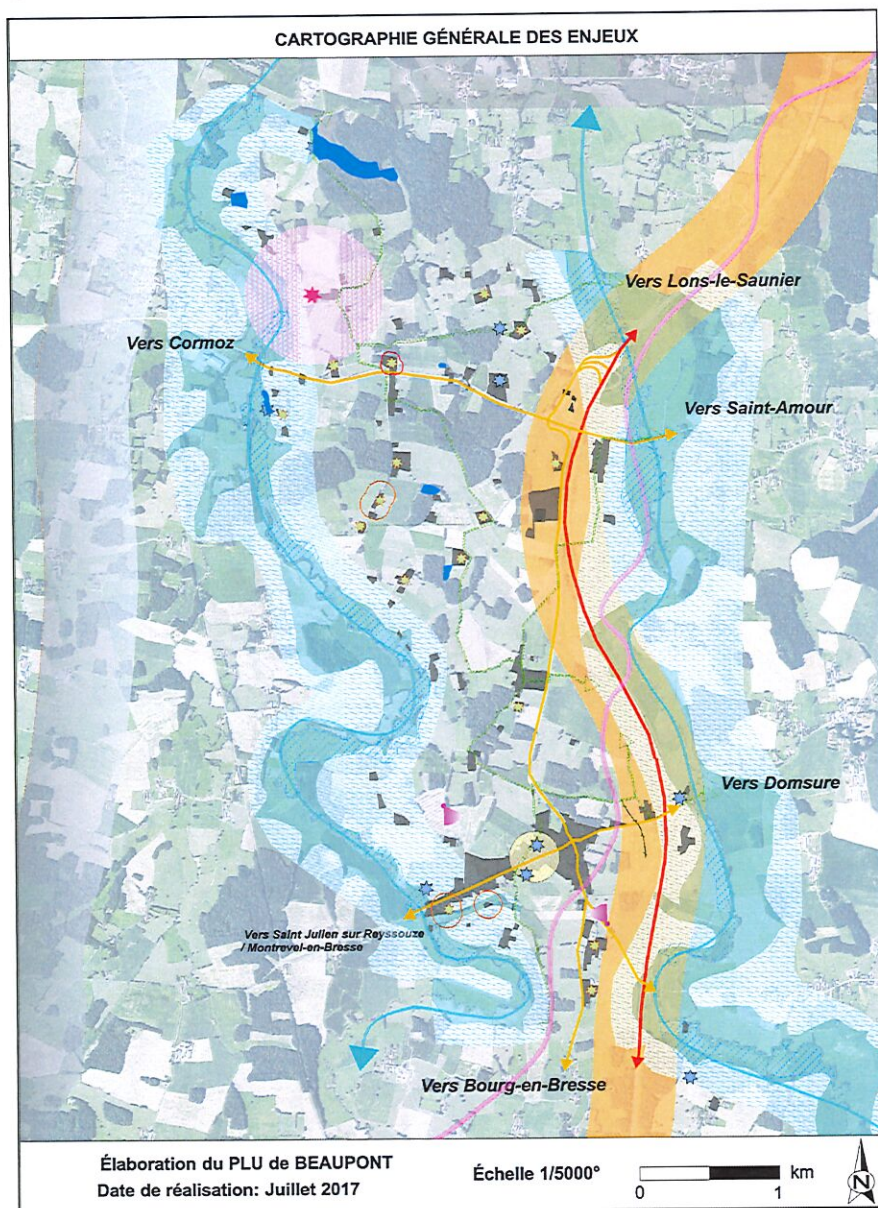 CARTOGRAPHIE GÉNÉRALE DES ENJEUX
Vers Lons-le-Saunier
Vers Cormoz
Vers Saint-Amour
Vers Domsure
Vers Saint Julien sur Reyssouze
/ Montrevel-en-Bresse
Vers Bourg-en-Bresse
Élaboration du PLU de BEAUPONT
Date de réalisation: Juillet 2017
Échelle 1/5000°
km
0 1
N